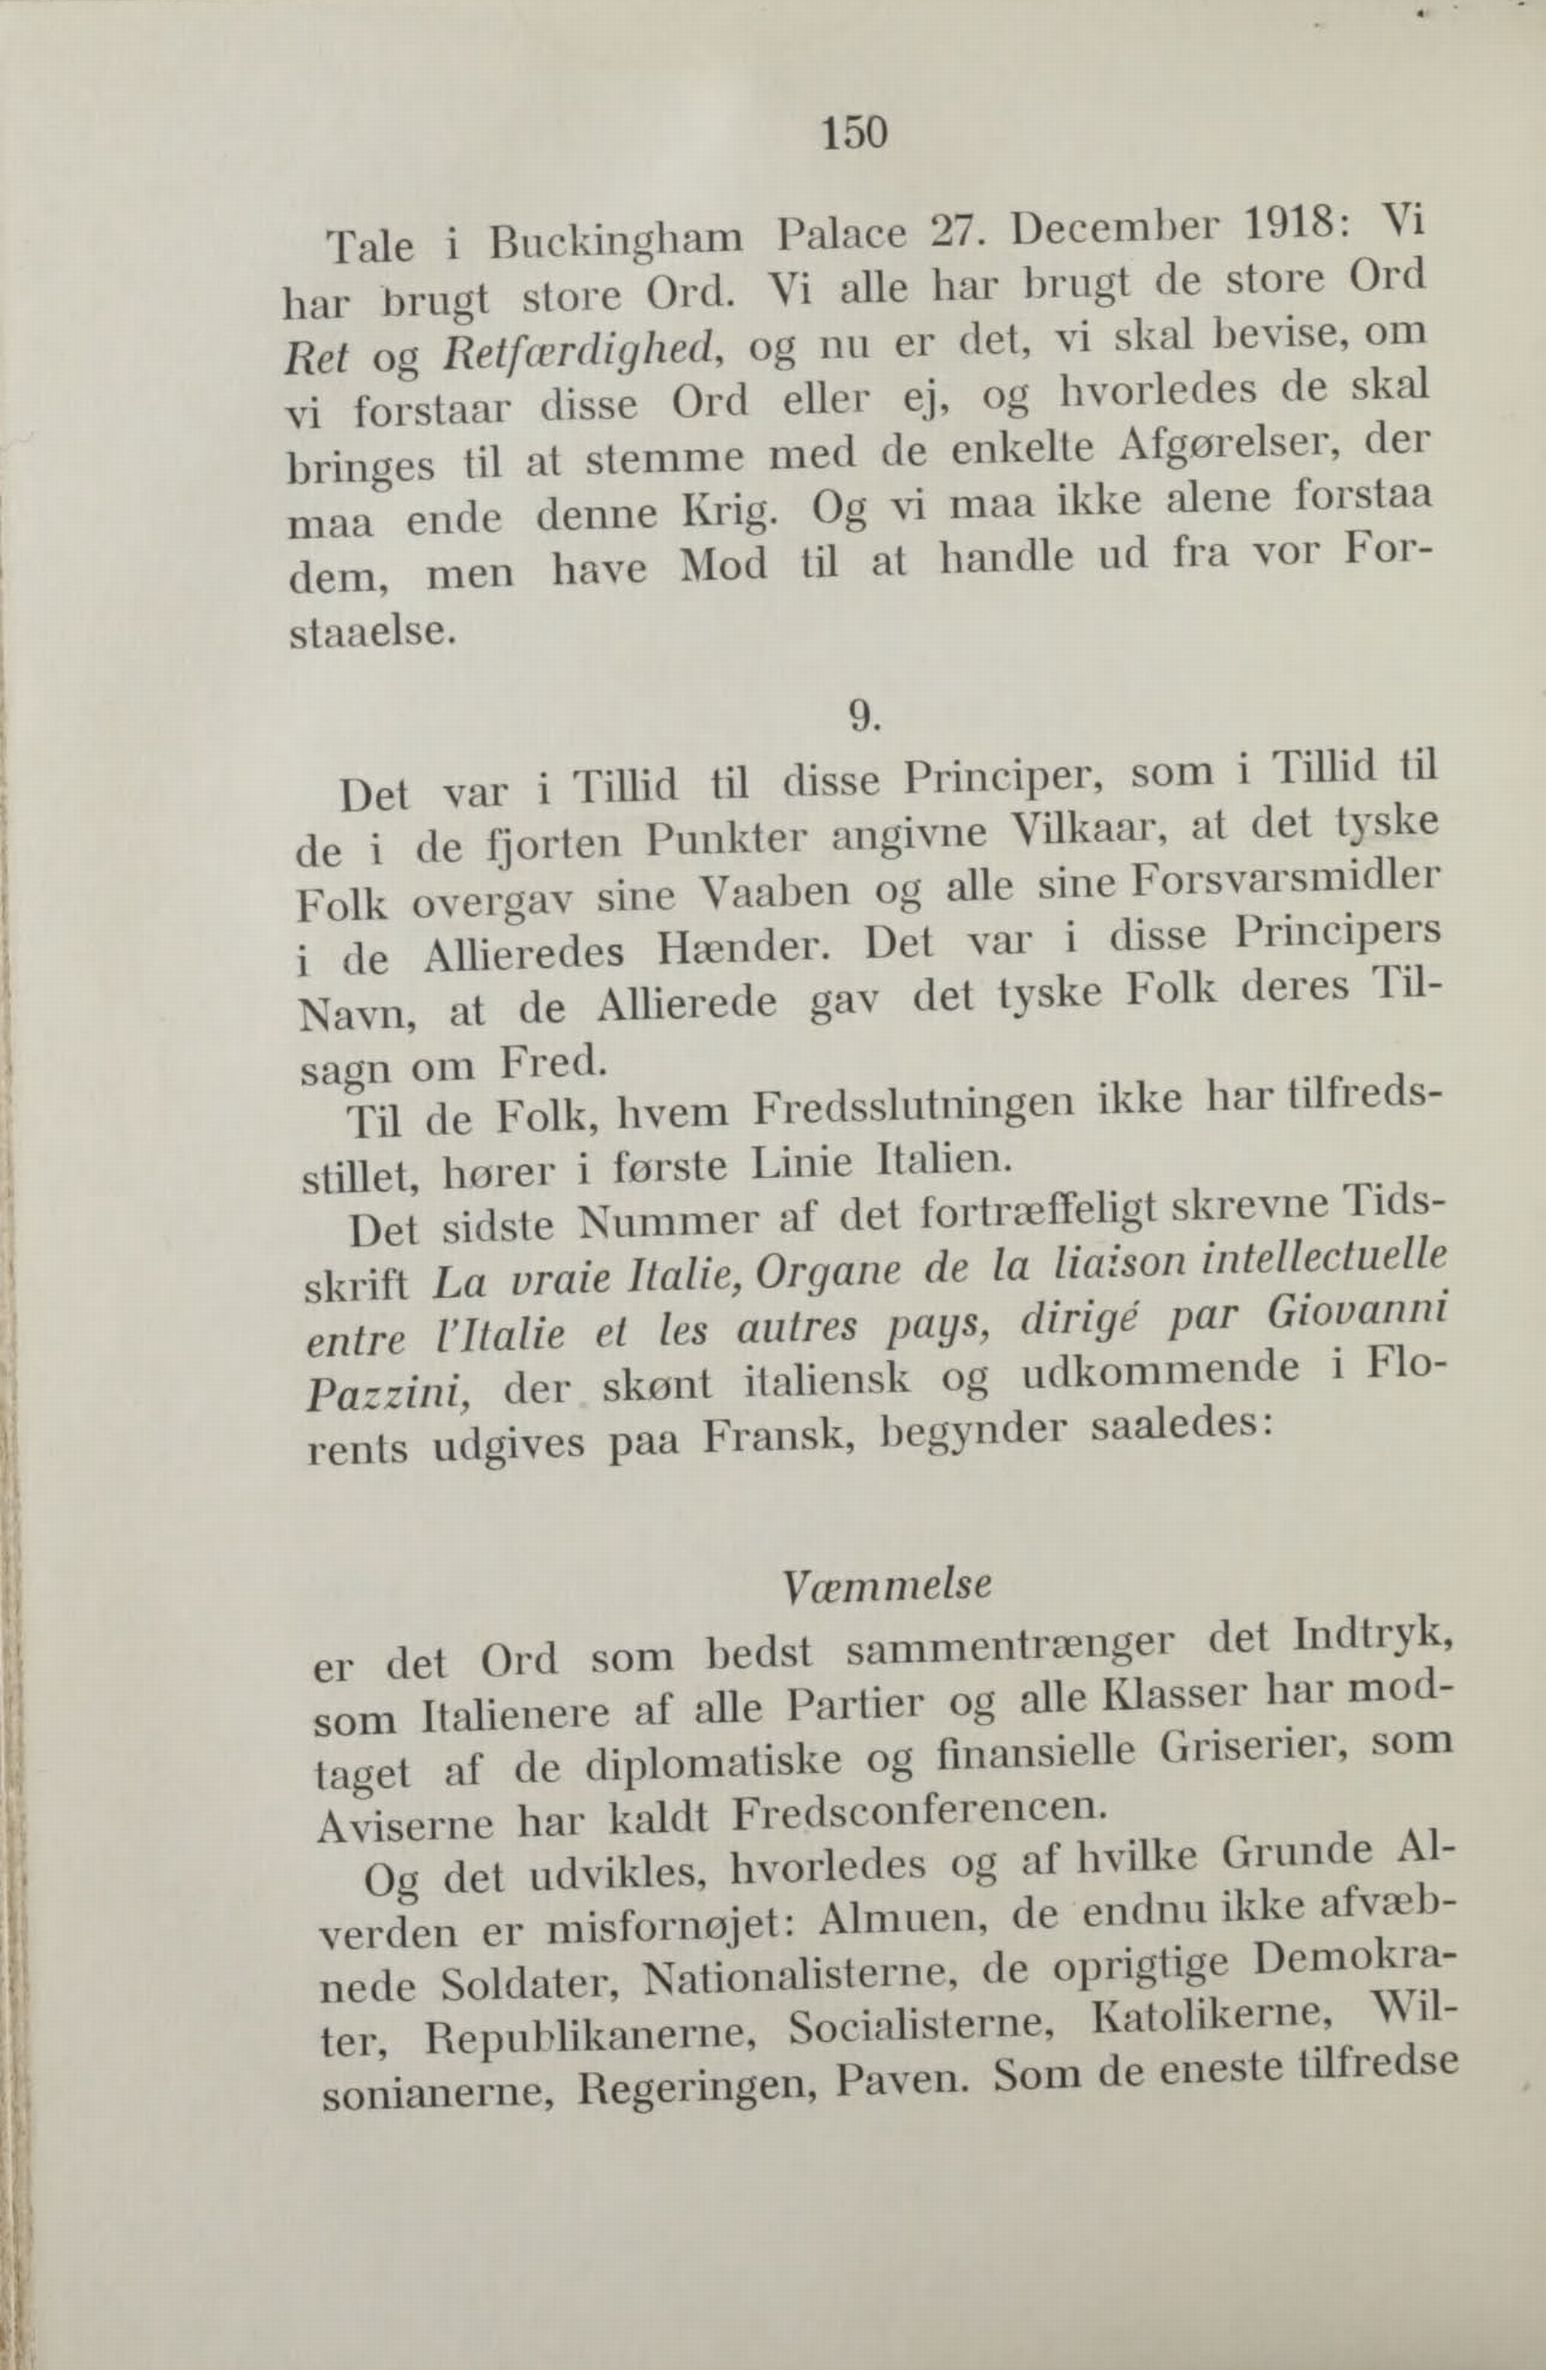 150
Tale i Buckingham Palace 27. December 1918: Vi
har brugt store Ord. Vi alle har brugt de store Ord
Ret og Retfærdighed, og nu er det, vi skal bevise, om
vi forstaar disse Ord eller ej, og hvorledes de skal
bringes til at stemme med de enkelte Afgørelser, der
maa ende denne Krig. Og vi maa ikke alene forstaa
dem, men have Mod til at handle ud fra vor For-
staaelse.
9.
Det var i Tillid til disse Principer, som i Tillid til
de i de fjorten Punkter angivne Vilkaar, at det tyske
Folk overgav sine Vaaben og alle sine Forsvarsmidler
i de Allieredes Hænder. Det var i disse Principers
Navn, at de Allierede gav det tyske Folk deres Til-
sagn om Fred.
Til de Folk, hvem Fredsslutningen ikke har tilfreds-
stillet, hører i første Linie Italien.
Det sidste Nummer af det fortræffeligt skrevne Tids-
skrift La vraie Italie, Organe de la liaison intellectuelle
entre l'Italie et les autres pays, dirigé par Giovanni
Pazzini, der skønt italiensk og udkommende i Flo-
rents udgives paa Fransk, begynder saaledes:
Væmmelse
er det Ord som bedst sammentrænger det Indtryk,
som Italienere af alle Partier og alle Klasser har mod-
taget af de diplomatiske og finansielle Griserier, som
Aviserne har kaldt Fredsconferencen.
Og det udvikles, hvorledes og af hvilke Grunde Al-
verden er misfornøjet: Almuen, de endnu ikke afvæb-
nede Soldater, Nationalisterne, de oprigtige Demokra-
ter, Republikanerne, Socialisterne, Katolikerne, Wil-
sonianerne, Regeringen, Paven. Som de eneste tilfredse